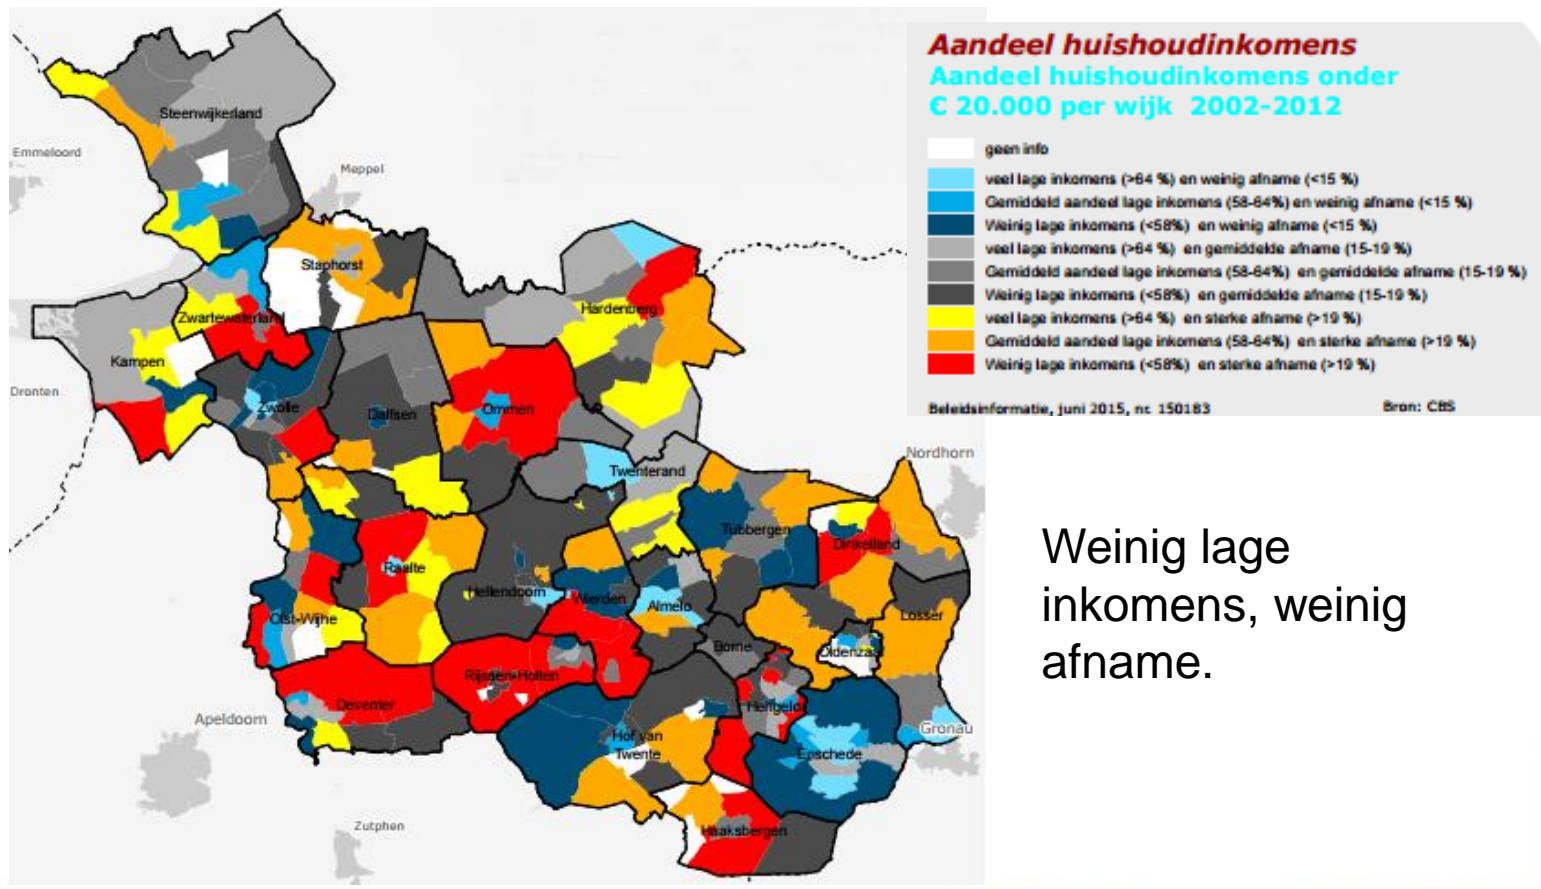 Aandeel huishoudinkomens
Aandeel huishoudinkomens onder
€ 20.000 per wijk 2002-2012
geen info
veel lage inkomens (>64 %) en weinig afname (<15 %)
Gemiddeld aandeel lage inkomens (58-64%) en weinig afname (<15 %)
Weinig lage inkomens (<58%) en weinig afname (<15 %)
veel lage inkomens (>64 %) en gemiddelde afname (15-19 %)
Gemiddeld aandeel lage inkomens (58-64%) en gemiddelde afname (15-19 %)
Weinig lage inkomens (<58%) en gemiddelde afname (15-19 %)
veel lage inkomens (>64 %) en sterke afname (>19 %)
Gemiddeld aandeel lage inkomens (58-64%) en sterke afname (>19 %)
Weinig lage inkomens (<58%) en sterke afname (>19 %)
Beleidsinformatie, juni 2015, nr. 150183
Bron: CBS
Steenwijkerland
Emmeloord
Meppel
Staphorst
Zwartewaterland
Hardenberg
Kampen
Dronten
Zwolle
Dalfsen
Ommen
Nordhorn
Twenterand
Tubbergen
Dinkelland
Raalte
Hellendoorn
Wierden
Almelo
Losser
Olst-Wijhe
Borne
Oldenzaal
Rijssen-Holten
Deventer
Hengelo
Apeldoorn
Gronau
Hof van
Twente
Enschede
Zutphen
Haaksbergen
Weinig lage
inkomens, weinig
afname.